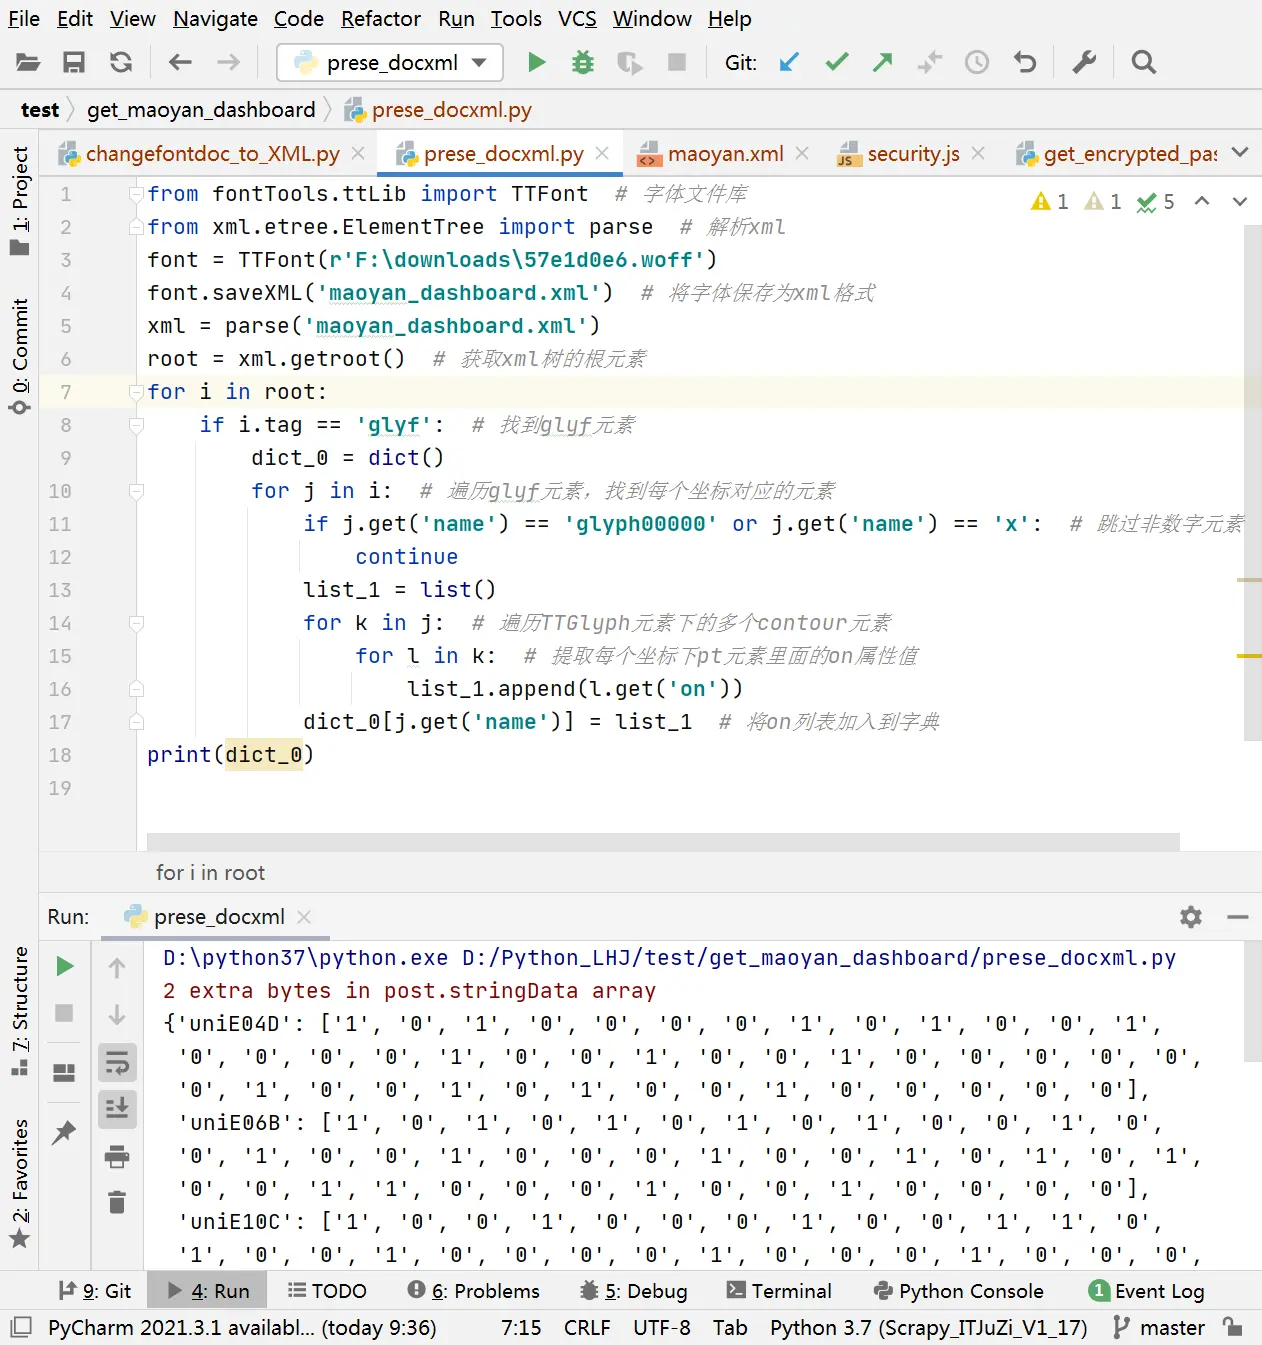 File Edit View Navigate Code Refactor Run Tools VCS Window Help
prese_docxml Git:
test get_maoyan_dashboard prese_docxml.py
changefontdoc_to_XML.py prese_docxml.py maoyan.xml security.js get_encrypted_pas
1: Project
0: Commit
7: Structure
2: Favorites
1 1 5
1 from fontTools.ttLib import TTFont # 字体文件库
2 from xml.etree.ElementTree import parse # 解析xml
3 font = TTFont(r'F:\downloads\57e1d0e6.woff')
4 font.saveXML('maoyan_dashboard.xml') # 将字体保存为xml格式
5 xml = parse('maoyan_dashboard.xml')
6 root = xml.getroot() # 获取xml树的根元素
7 for i in root:
8 if i.tag == 'glyf': # 找到glyf元素
9 dict_0 = dict()
10 for j in i: # 遍历glyf元素，找到每个坐标对应的元素
11 if j.get('name') == 'glyph00000' or j.get('name') == 'x': # 跳过非数字元素
12 continue
13 list_1 = list()
14 for k in j: # 遍历TTGlyph元素下的多个contour元素
15 for l in k: # 提取每个坐标下pt元素里面的on属性值
16 list_1.append(l.get('on'))
17 dict_0[j.get('name')] = list_1 # 将on列表加入到字典
18 print(dict_0)
19
for i in root
Run: prese_docxml
D:\python37\python.exe D:/Python_LHJ/test/get_maoyan_dashboard/prese_docxml.py
2 extra bytes in post.stringData array
{'uniE04D': ['1', '0', '1', '0', '0', '0', '0', '1', '0', '1', '0', '0', '1',
'0', '0', '0', '0', '1', '0', '0', '1', '0', '0', '1', '0', '0', '0', '0', '0',
'0', '1', '0', '0', '1', '0', '1', '0', '0', '1', '0', '0', '0', '0', '0'],
'uniE06B': ['1', '0', '1', '0', '1', '0', '1', '0', '1', '0', '0', '1', '0',
'0', '1', '0', '0', '1', '0', '0', '0', '1', '0', '0', '1', '0', '1', '0', '1',
'0', '0', '1', '1', '0', '0', '0', '1', '0', '0', '1', '0', '0', '0', '0'],
'uniE10C': ['1', '0', '0', '1', '0', '0', '0', '1', '0', '0', '1', '1', '0',
'1', '0', '0', '1', '0', '0', '0', '0', '1', '0', '0', '0', '1', '0', '0', '0',
9: Git 4: Run TODO 6: Problems 5: Debug Terminal Python Console 1 Event Log
PyCharm 2021.3.1 availabl... (today 9:36) 7:15 CRLF UTF-8 Tab Python 3.7 (Scrapy_ITJuZi_V1_17) master